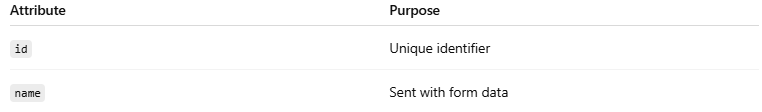 Attribute Purpose
id Unique identifier
name Sent with form data